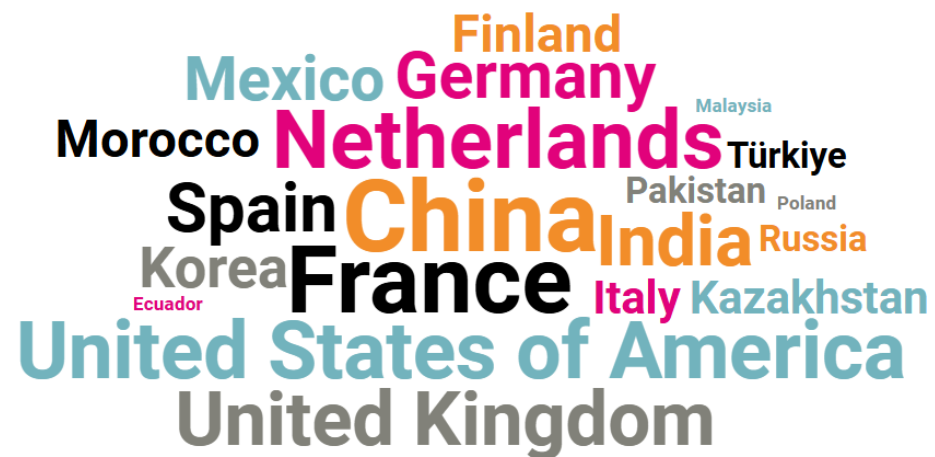 Finland
Mexico Germany
Malaysia
Morocco Netherlands Türkiye
Spain China Pakistan Poland
India Russia
Korea France Italy Kazakhstan
Ecuador
United States of America
United Kingdom